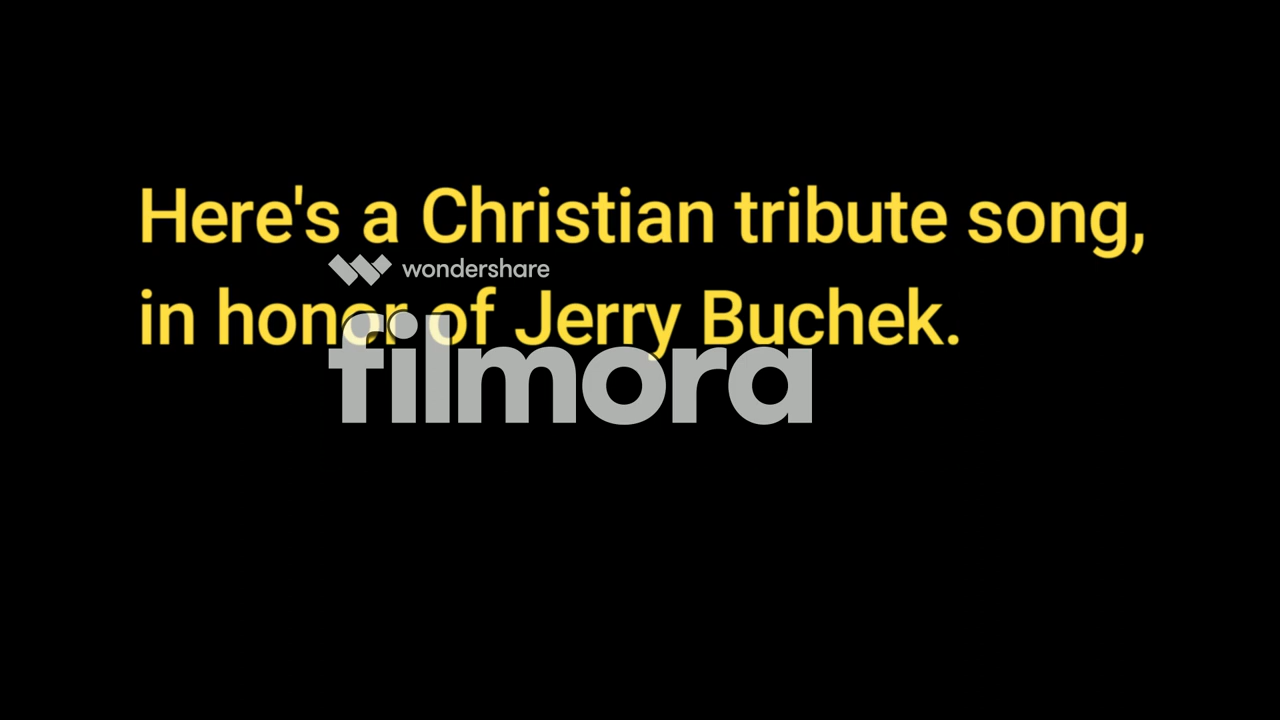 Here's a Christian tribute song,
wondershare
in honor of Jerry Buchek.
filmora